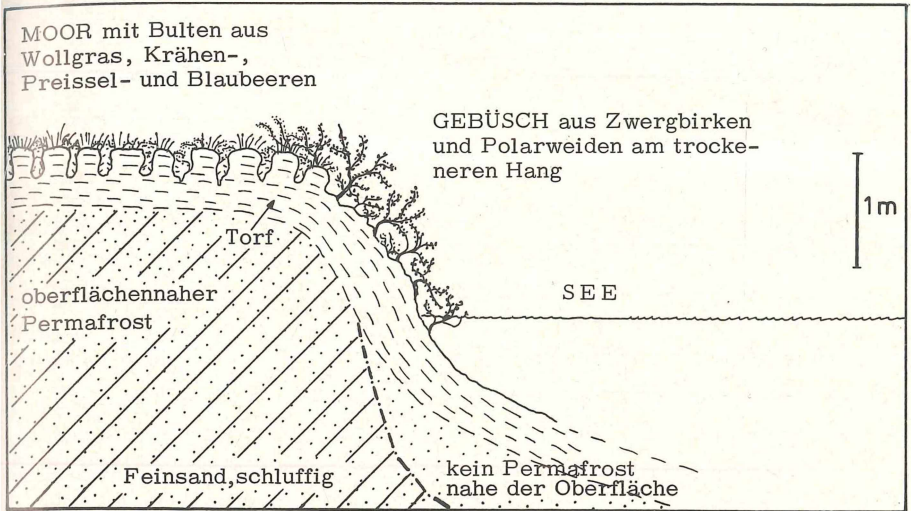 MOOR mit Bulten aus
Wollgras, Krähen-,
Preissel- und Blaubeeren
GEBÜSCH aus Zwergbirken
und Polarweiden am trocke-
neren Hang
1m
Torf
SEE
oberflächennaher
Permafrost
Feinsand, schluffig
kein Permafrost
nahe der Oberfläche